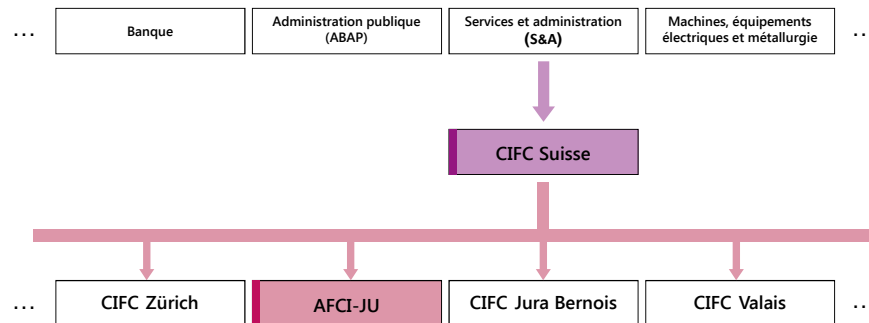 ... Banque Administration publique Services et administration Machines, équipements ...
(ABAP) (S&A) électriques et métallurgie
CIFC Suisse
... CIFC Zürich AFCI-JU CIFC Jura Bernois CIFC Valais ...